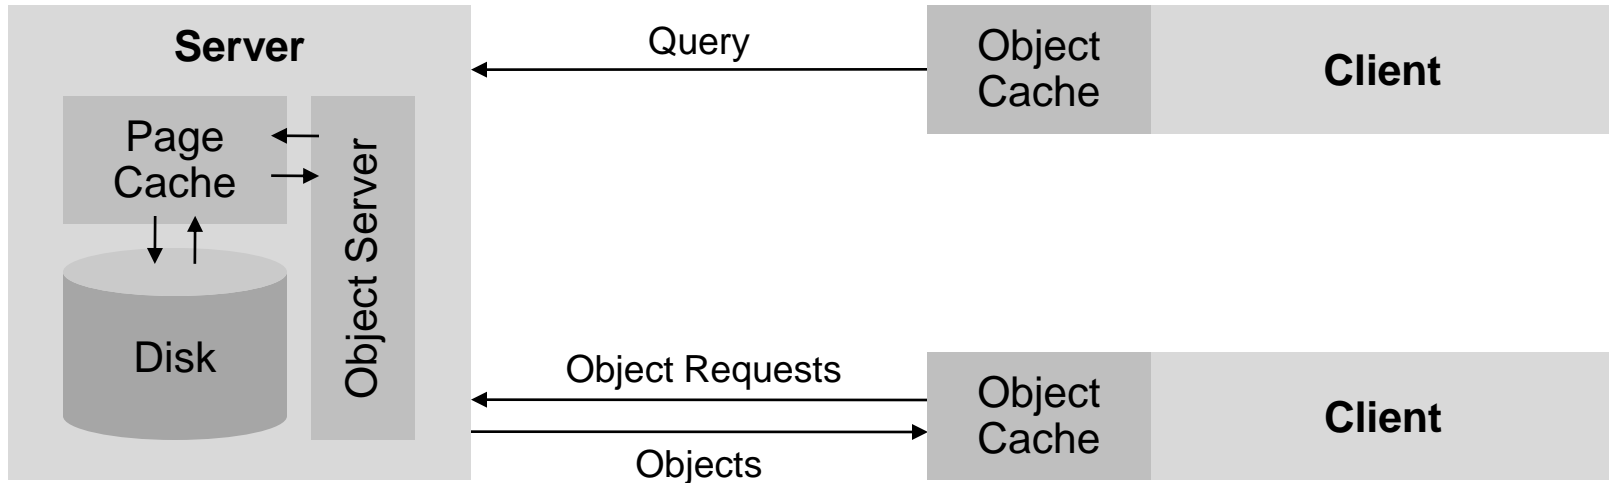 Server
Page
Cache
Object Server
Disk
Query
Object
Cache
Client
Object Requests
Objects
Object
Cache
Client